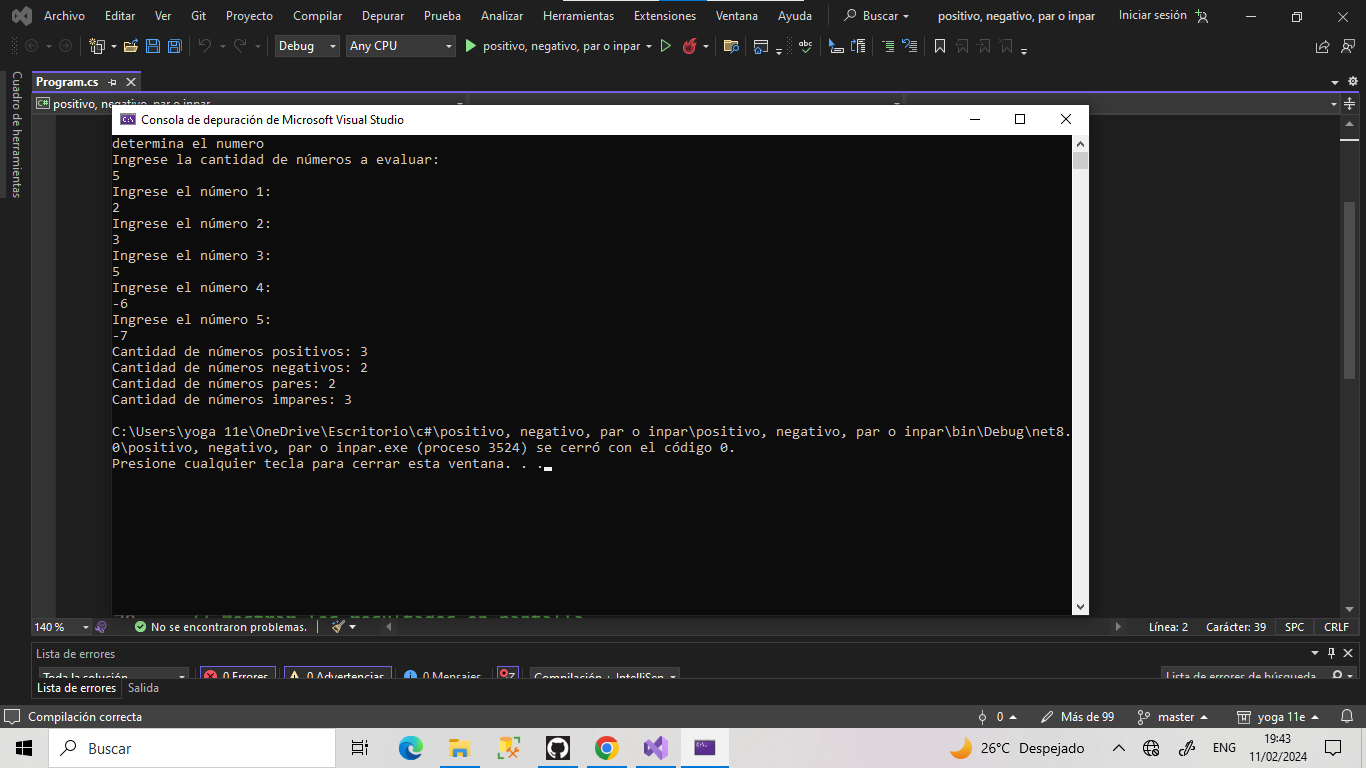 Archivo Editar Ver Git Proyecto Compilar Depurar Prueba Analizar Herramientas Extensiones Ventana Ayuda Buscar positivo, negativo, par o inpar Iniciar sesión
Debug Any CPU positivo, negativo, par o inpar
Cuadro de herramientas
Program.cs
C# positivo, negativo, par o inpar
Consola de depuración de Microsoft Visual Studio
determina el numero
Ingrese la cantidad de números a evaluar:
5
Ingrese el número 1:
2
Ingrese el número 2:
3
Ingrese el número 3:
5
Ingrese el número 4:
-6
Ingrese el número 5:
-7
Cantidad de números positivos: 3
Cantidad de números negativos: 2
Cantidad de números pares: 2
Cantidad de números impares: 3
C:\Users\yoga 11e\OneDrive\Escritorio\c#\positivo, negativo, par o inpar\positivo, negativo, par o inpar\bin\Debug\net8.
0\positivo, negativo, par o inpar.exe (proceso 3524) se cerró con el código 0.
Presione cualquier tecla para cerrar esta ventana. . .
// Mostrar los resultados en pantalla
140 % No se encontraron problemas. Línea: 2 Carácter: 39 SPC CRLF
Lista de errores
Toda la solución 0 Errores 0 Advertencias 0 Mensajes Compilación + IntelliSen Lista de errores de búsqueda
Lista de errores Salida
Compilación correcta 0 Más de 99 master yoga 11e
Buscar 26°C Despejado ENG 19:43
11/02/2024